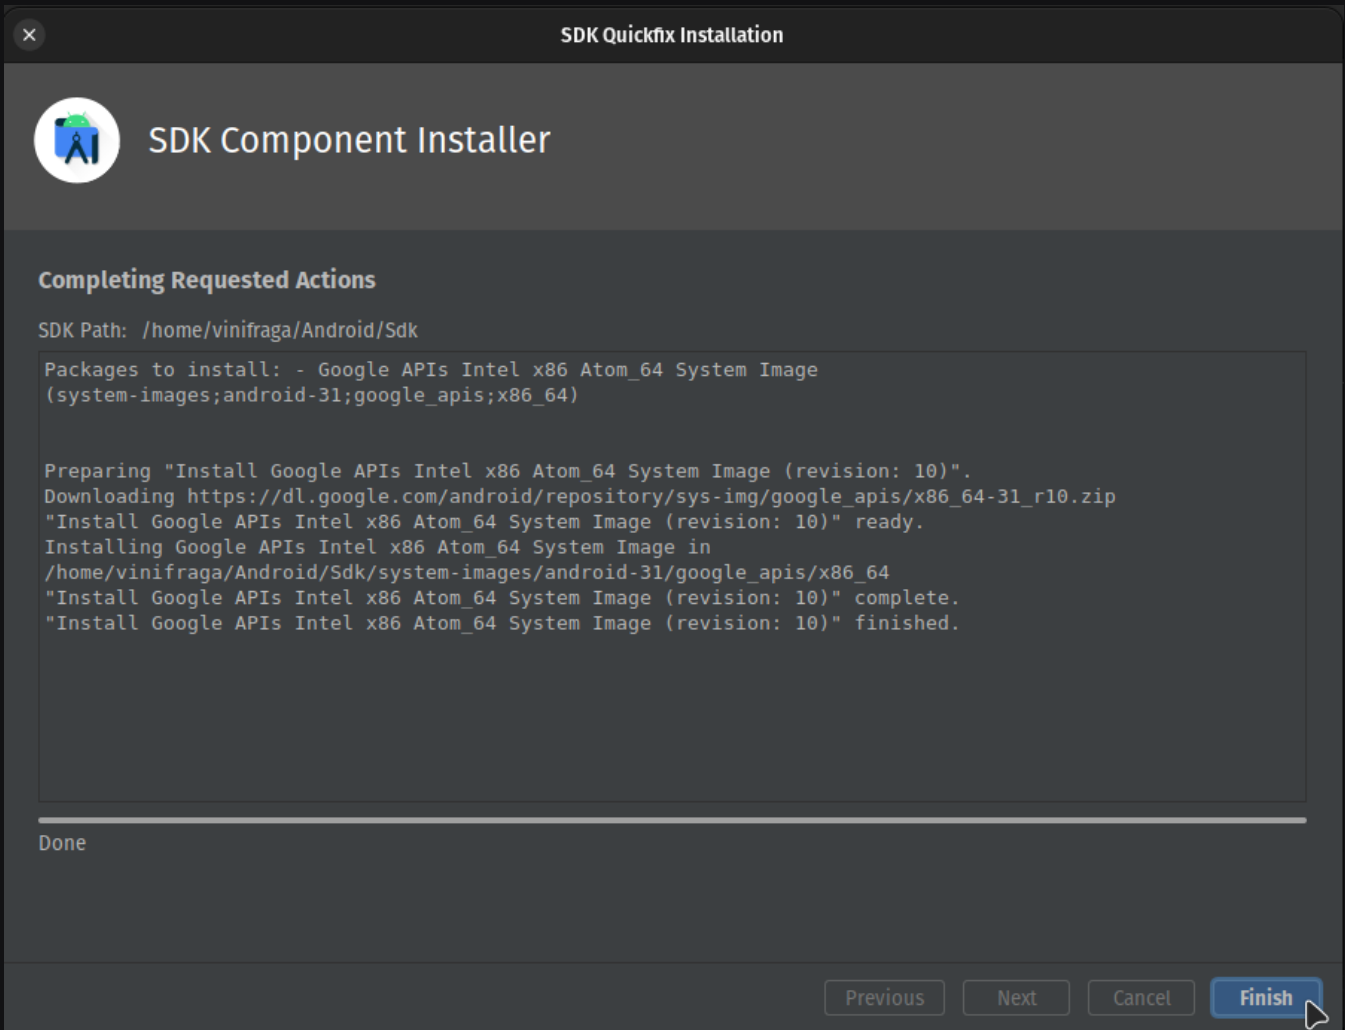 SDK Quickfix Installation
SDK Component Installer
Completing Requested Actions
SDK Path: /home/vinifraga/Android/Sdk
Packages to install: - Google APIs Intel x86 Atom_64 System Image
(system-images;android-31;google_apis;x86_64)
Preparing "Install Google APIs Intel x86 Atom_64 System Image (revision: 10)".
Downloading https://dl.google.com/android/repository/sys-img/google_apis/x86_64-31_r10.zip
"Install Google APIs Intel x86 Atom_64 System Image (revision: 10)" ready.
Installing Google APIs Intel x86 Atom_64 System Image in
/home/vinifraga/Android/Sdk/system-images/android-31/google_apis/x86_64
"Install Google APIs Intel x86 Atom_64 System Image (revision: 10)" complete.
"Install Google APIs Intel x86 Atom_64 System Image (revision: 10)" finished.
Done
Previous Next Cancel Finish